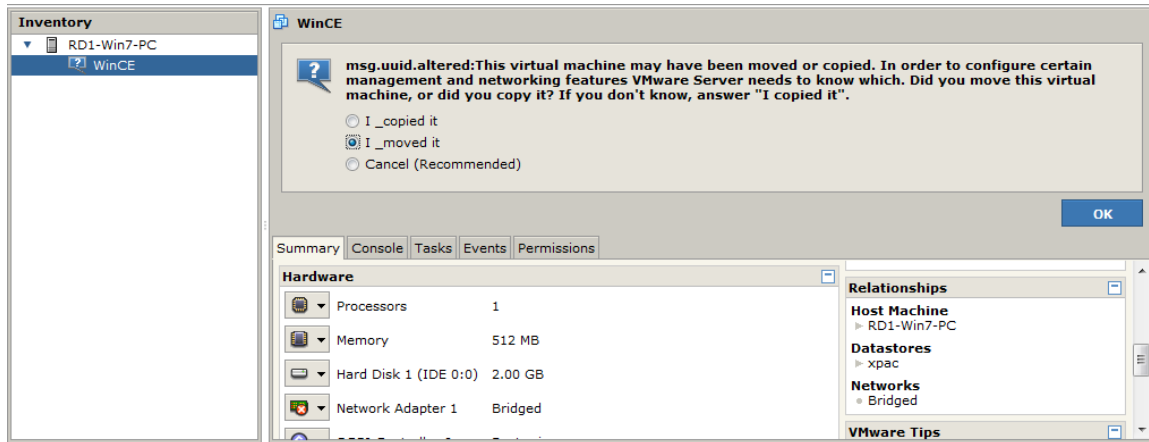 Inventory
RD1-Win7-PC
WinCE
WinCE
msg.uuid.altered:This virtual machine may have been moved or copied. In order to configure certain
management and networking features VMware Server needs to know which. Did you move this virtual
machine, or did you copy it? If you don't know, answer "I copied it".
I _copied it
I _moved it
Cancel (Recommended)
OK
Summary Console Tasks Events Permissions
Hardware
Processors 1
Memory 512 MB
Hard Disk 1 (IDE 0:0) 2.00 GB
Network Adapter 1 Bridged
Relationships
Host Machine
RD1-Win7-PC
Datastores
xpac
Networks
Bridged
VMware Tips